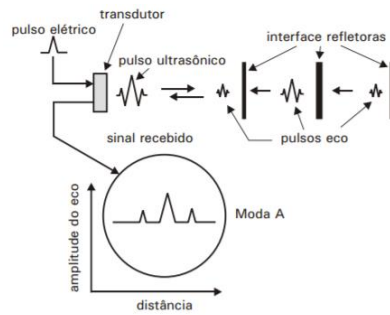 transdutor
pulso elétrico
interface refletoras
pulso ultrasônico
pulsos eco
sinal recebido
amplitude do eco
Moda A
distância